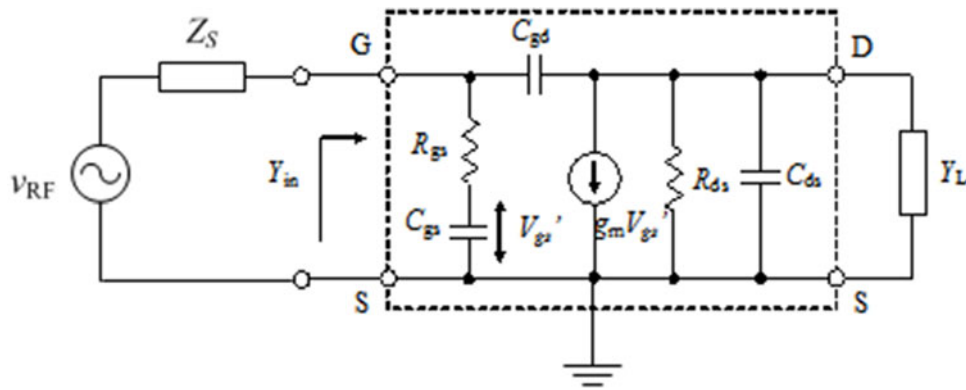 Z_S
G
C_gd
D
v_RF
Y_in
R_gs
C_gs
V_gs'
g_mV_gs'
R_ds
C_ds
Y_L
S
S